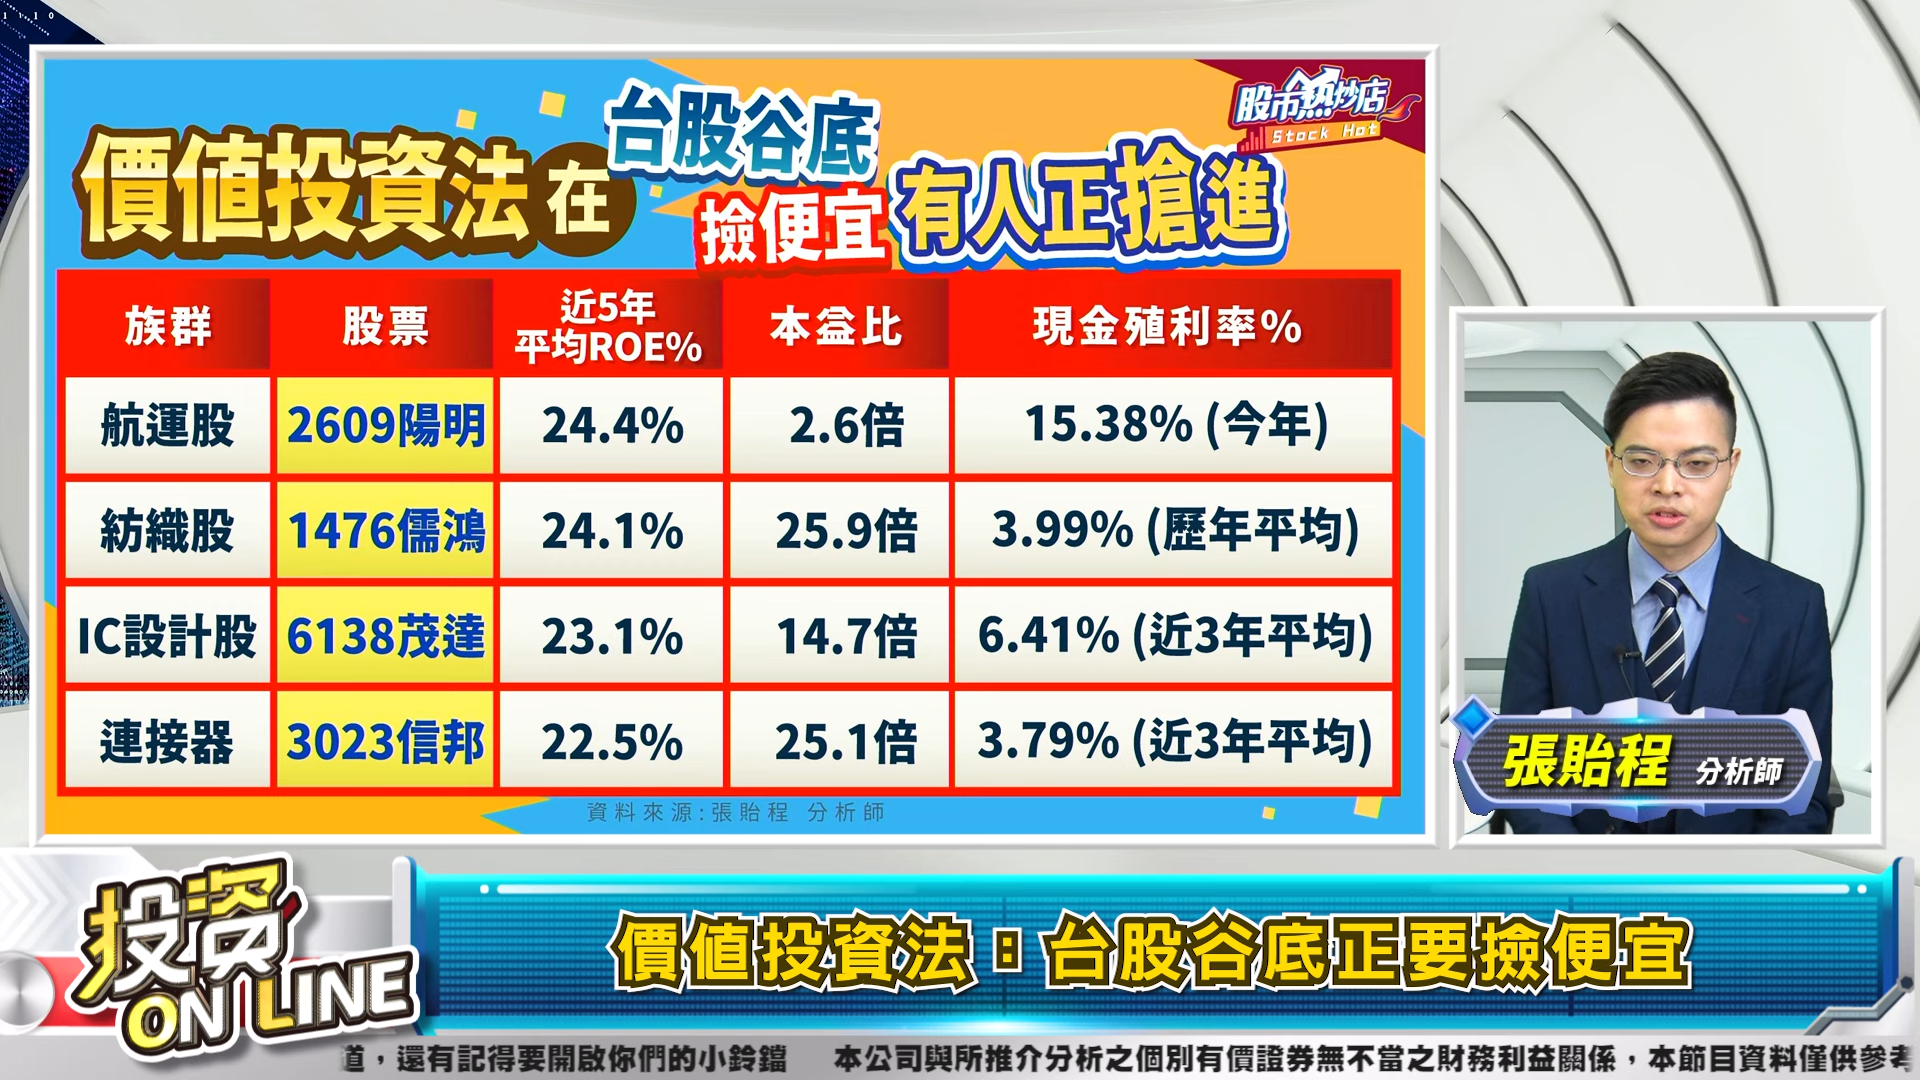 價值投資法在台股谷底撿便宜有人正搶進
股市熱炒店
Stock Hot
族群 股票 近5年平均ROE% 本益比 現金殖利率%
航運股 2609陽明 24.4% 2.6倍 15.38% (今年)
紡織股 1476儒鴻 24.1% 25.9倍 3.99% (歷年平均)
IC設計股 6138茂達 23.1% 14.7倍 6.41% (近3年平均)
連接器 3023信邦 22.5% 25.1倍 3.79% (近3年平均)
資料來源:張貽程 分析師
張貽程 分析師
投資
ON LINE
價值投資法：台股谷底正要撿便宜
道，還有記得要開啟你們的小鈴鐺 本公司與所推介分析之個別有價證券無不當之財務利益關係，本節目資料僅供參考